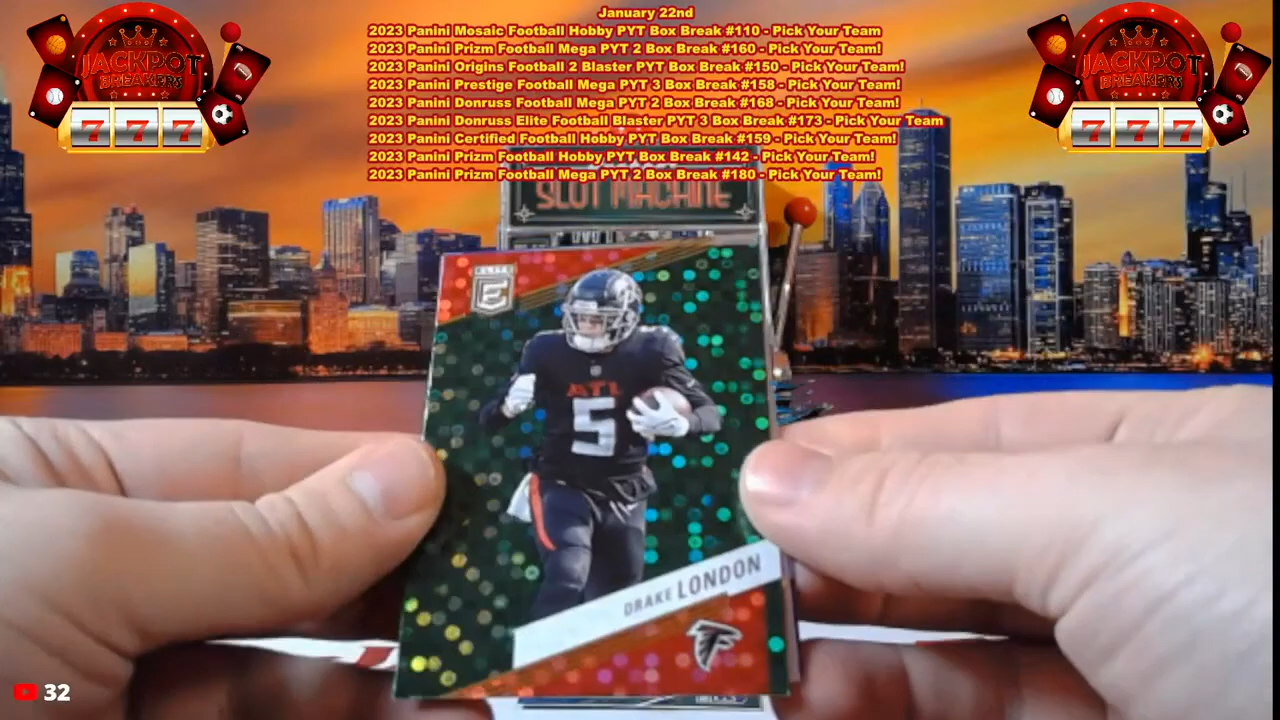 January 22nd
2023 Panini Mosaic Football Hobby PYT Box Break #110 - Pick Your Team
2023 Panini Prizm Football Mega PYT 2 Box Break #160 - Pick Your Team!
2023 Panini Origins Football 2 Blaster PYT Box Break #150 - Pick Your Team!
2023 Panini Prestige Football Mega PYT 3 Box Break #158 - Pick Your Team!
2023 Panini Donruss Football Mega PYT 2 Box Break #168 - Pick Your Team!
2023 Panini Donruss Elite Football Blaster PYT 3 Box Break #173 - Pick Your Team
2023 Panini Certified Football Hobby PYT Box Break #159 - Pick Your Team!
2023 Panini Prizm Football Hobby PYT Box Break #142 - Pick Your Team!
2023 Panini Prizm Football Mega PYT 2 Box Break #180 - Pick Your Team!
JACKPOT
BREAKERS
7 7 7
JACKPOT
BREAKERS
7 7 7
SLOT MACHINE
E
ATL
5
DRAKE LONDON
32